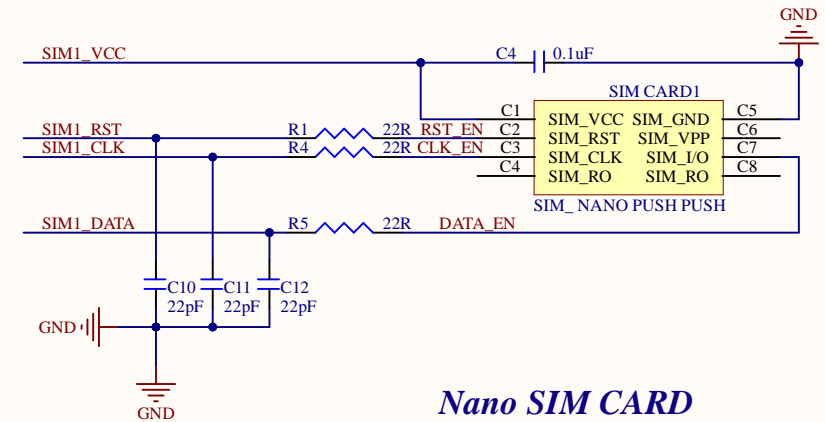 GND
SIM1_VCC
C4 0.1uF
SIM CARD1
C1 SIM_VCC SIM_GND C5
SIM1_RST R1 22R RST_EN C2 SIM_RST SIM_VPP C6
SIM1_CLK R4 22R CLK_EN C3 SIM_CLK SIM_I/O C7
C4 SIM_RO SIM_RO C8
SIM_ NANO PUSH PUSH
SIM1_DATA R5 22R DATA_EN
C10 C11 C12
22pF 22pF 22pF
GND
GND
Nano SIM CARD